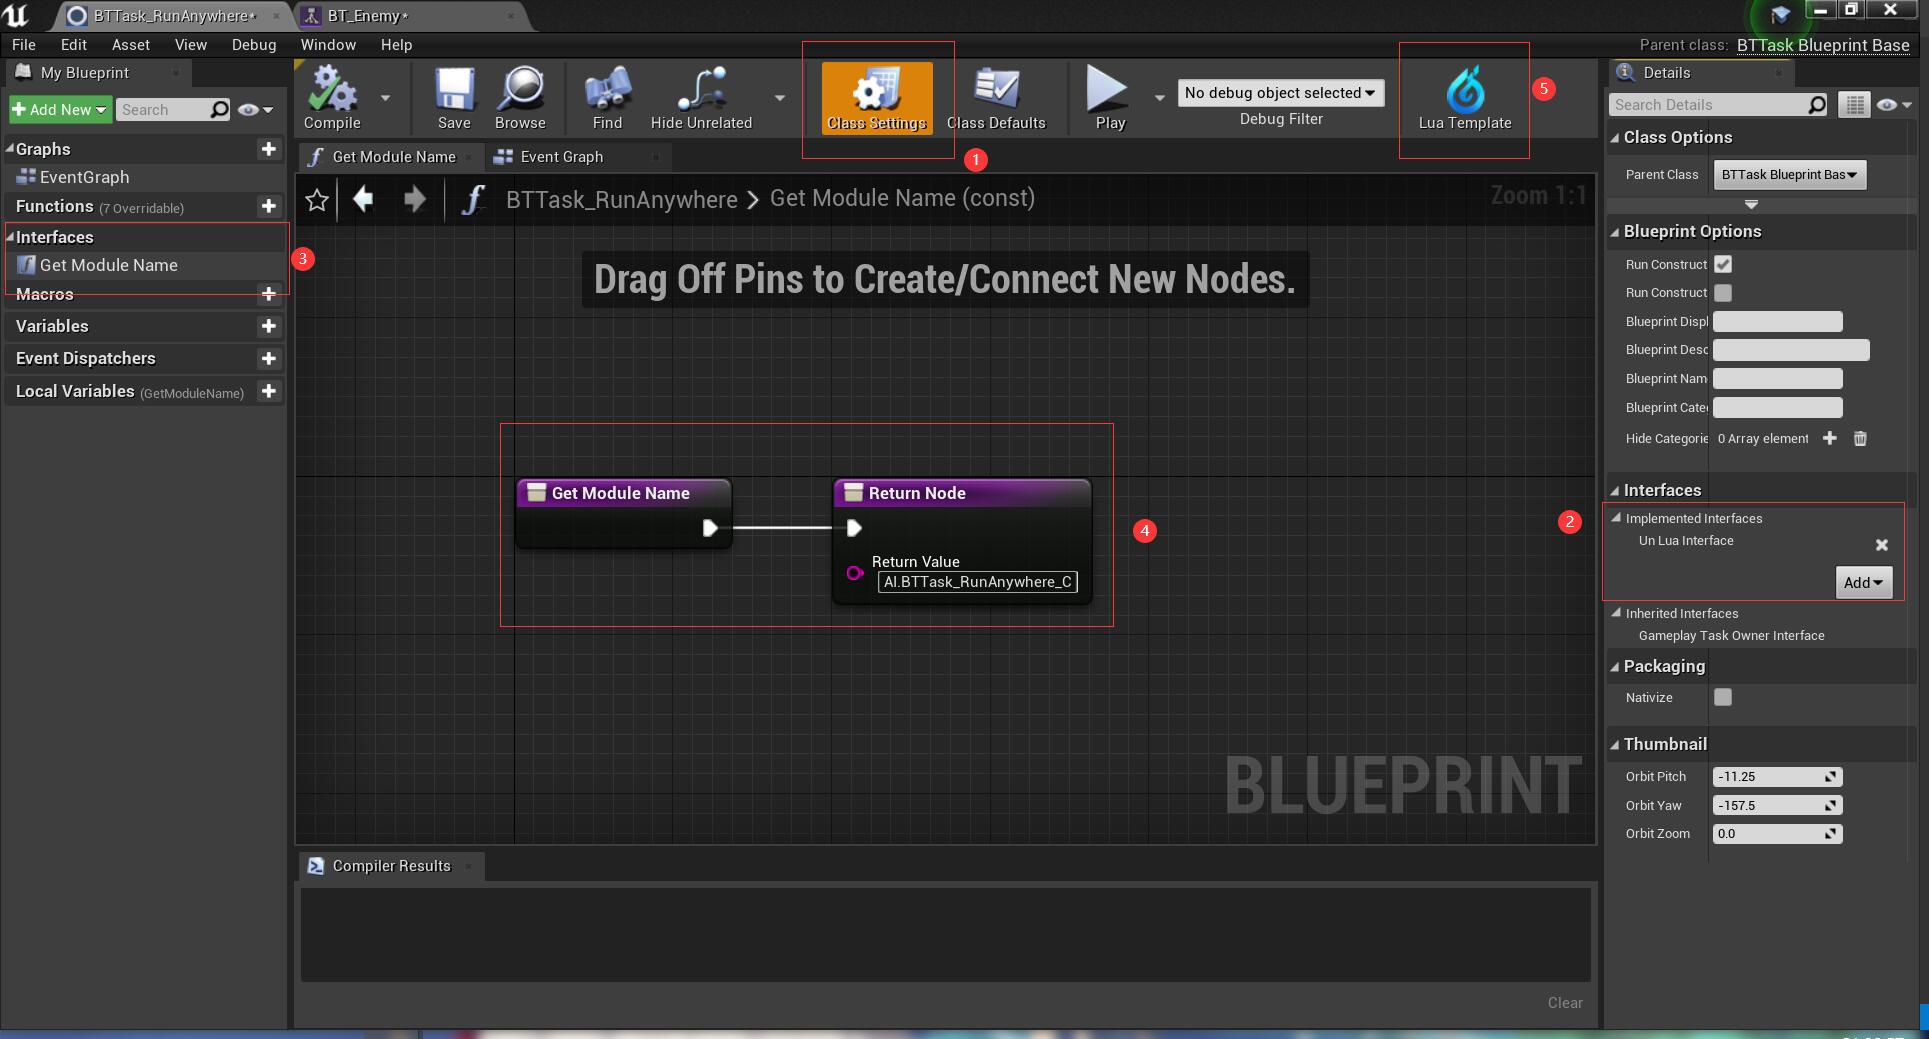 BTTask_RunAnywhere*
BT_Enemy*
File Edit Asset View Debug Window Help
Parent class: BTTask Blueprint Base
My Blueprint
Add New
Search
Graphs
EventGraph
Functions (7 Overridable)
Interfaces
Get Module Name
3
Macros
Variables
Event Dispatchers
Local Variables (GetModuleName)
Compile
Save
Browse
Find
Hide Unrelated
Class Settings
Class Defaults
Play
No debug object selected
Debug Filter
Lua Template
5
1
Get Module Name
Event Graph
BTTask_RunAnywhere > Get Module Name (const)
Zoom 1:1
Drag Off Pins to Create/Connect New Nodes.
Get Module Name
Return Node
Return Value
AI.BTTask_RunAnywhere_C
4
BLUEPRINT
Compiler Results
Clear
Details
Search Details
Class Options
Parent Class BTTask Blueprint Bas
Blueprint Options
Run Construct
Run Construct
Blueprint Displ
Blueprint Desc
Blueprint Nam
Blueprint Cate
Hide Categorie 0 Array element
Interfaces
2
Implemented Interfaces
Un Lua Interface
Add
Inherited Interfaces
Gameplay Task Owner Interface
Packaging
Nativize
Thumbnail
Orbit Pitch -11.25
Orbit Yaw -157.5
Orbit Zoom 0.0